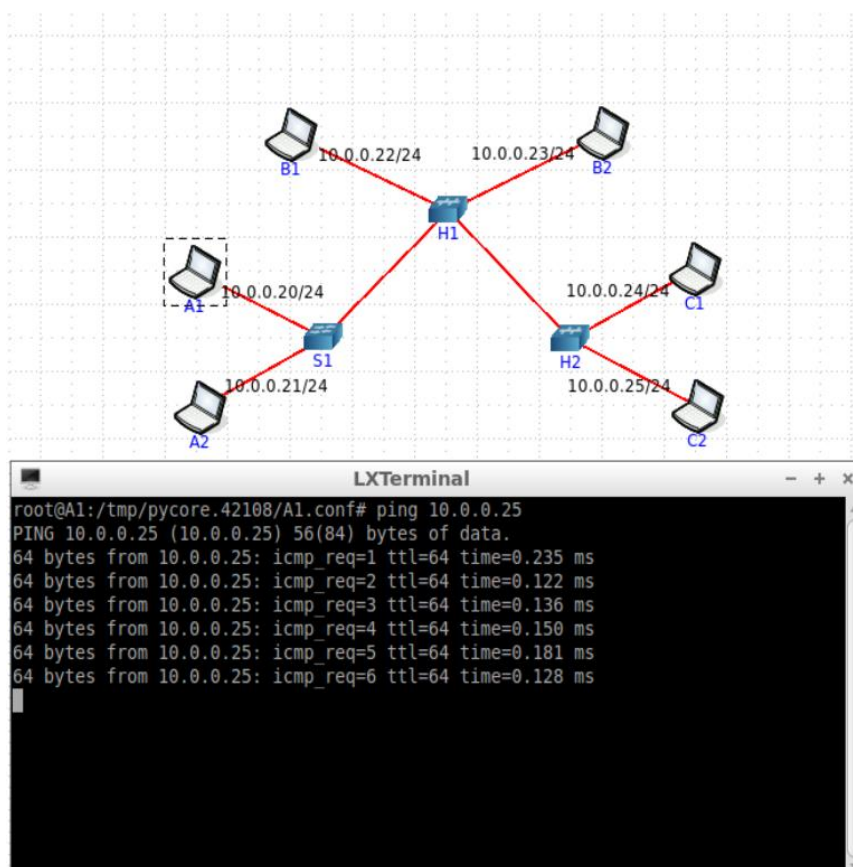 10.0.0.22/24
10.0.0.23/24
B1
B2
H1
10.0.0.20/24
10.0.0.24/24
A1
C1
S1
H2
10.0.0.21/24
10.0.0.25/24
A2
C2
LXTerminal
root@A1:/tmp/pycore.42108/A1.conf# ping 10.0.0.25
PING 10.0.0.25 (10.0.0.25) 56(84) bytes of data.
64 bytes from 10.0.0.25: icmp_req=1 ttl=64 time=0.235 ms
64 bytes from 10.0.0.25: icmp_req=2 ttl=64 time=0.122 ms
64 bytes from 10.0.0.25: icmp_req=3 ttl=64 time=0.136 ms
64 bytes from 10.0.0.25: icmp_req=4 ttl=64 time=0.150 ms
64 bytes from 10.0.0.25: icmp_req=5 ttl=64 time=0.181 ms
64 bytes from 10.0.0.25: icmp_req=6 ttl=64 time=0.128 ms